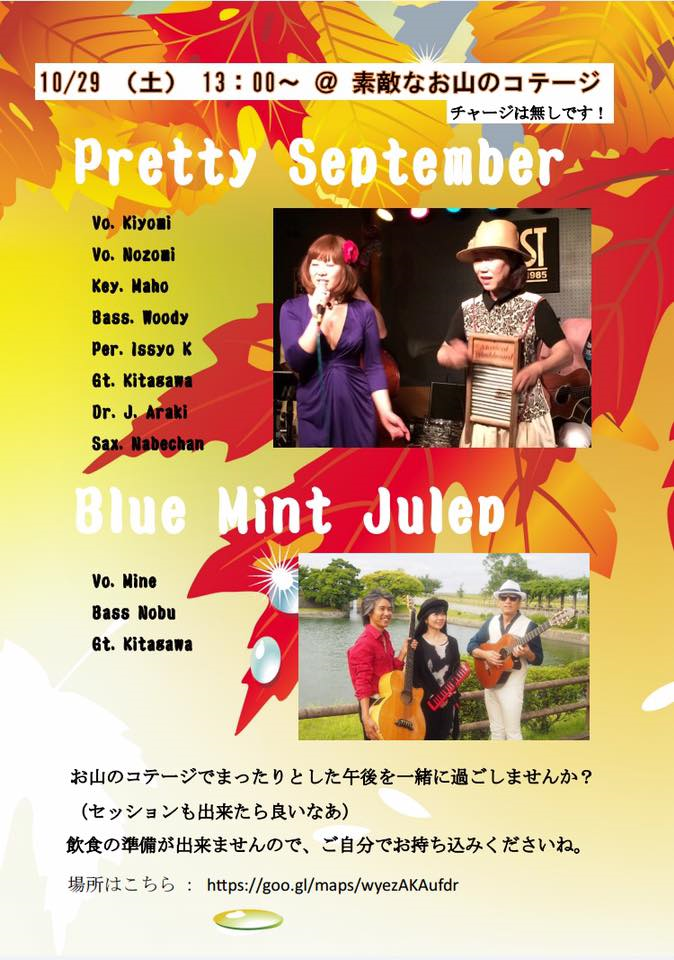 10/29 （土） 13：00～ @ 素敵なお山のコテージ
チャージは無しです！
Pretty September
Vo. Kiyomi
Vo. Nozomi
Key. Maho
Bass. Woody
Per. Issyo K
Gt. Kitagawa
Dr. J. Araki
Sax. Nabechan
ST
1985
Blue Mint Julep
Vo. Mine
Bass Nobu
Gt. Kitagawa
お山のコテージでまったりとした午後を一緒に過ごしませんか？
（セッションも出来たら良いなあ）
飲食の準備が出来ませんので、ご自分でお持ち込みくださいね。
場所はこちら ： https://goo.gl/maps/wyezAKAufdr